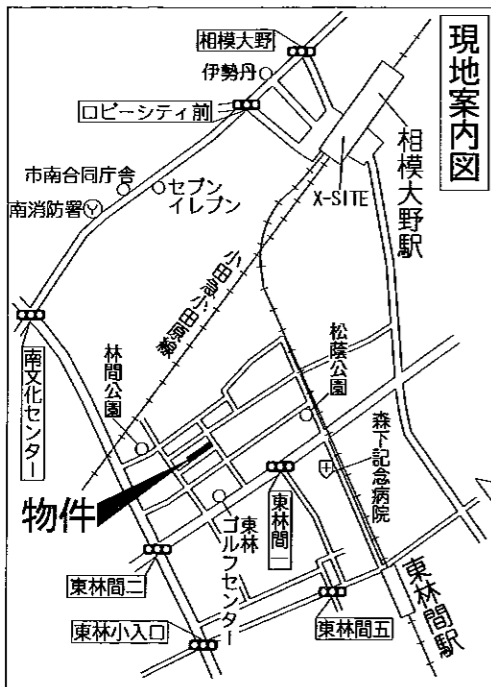 現地案内図
相模大野
伊勢丹
ロビーシティ前
相模大野駅
X-SITE
市南合同庁舎
セブン
イレブン
南消防署
小田急小田原線
南文化センター
林間公園
松蔭公園
森下記念病院
物件
東林間一
東林
ゴルフセンター
東林間二
東林間五
東林間駅
東林小入口